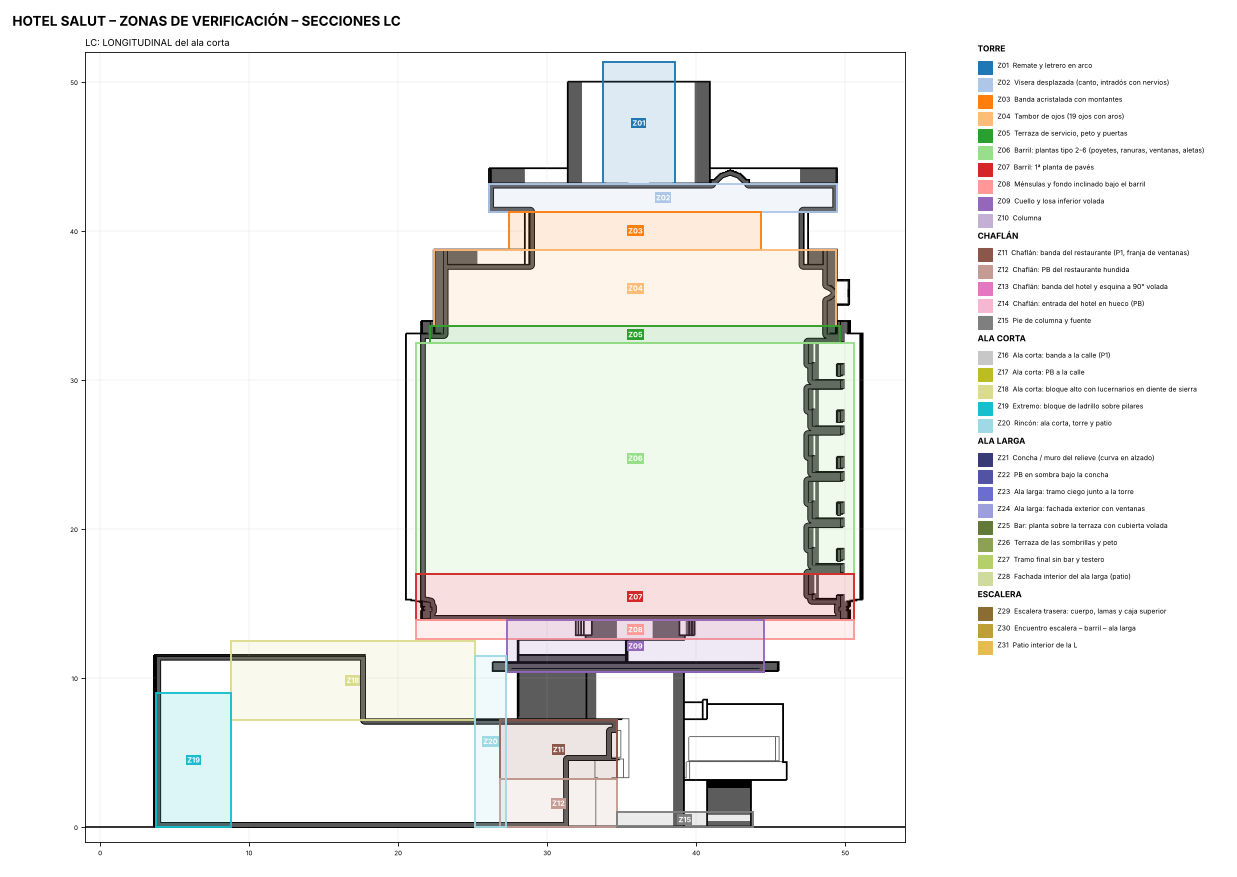 HOTEL SALUT – ZONAS DE VERIFICACIÓN – SECCIONES LC
LC: LONGITUDINAL del ala corta
50
40
30
20
10
0
0
10
20
30
40
50
Z01
Z02
Z03
Z04
Z05
Z06
Z07
Z08
Z09
Z18
Z20
Z11
Z19
Z12
Z15
TORRE
Z01 Remate y letrero en arco
Z02 Visera desplazada (canto, intradós con nervios)
Z03 Banda acristalada con montantes
Z04 Tambor de ojos (19 ojos con aros)
Z05 Terraza de servicio, peto y puertas
Z06 Barril: plantas tipo 2-6 (poyetes, ranuras, ventanas, aletas)
Z07 Barril: 1ª planta de pavés
Z08 Ménsulas y fondo inclinado bajo el barril
Z09 Cuello y losa inferior volada
Z10 Columna
CHAFLÁN
Z11 Chaflán: banda del restaurante (P1, franja de ventanas)
Z12 Chaflán: PB del restaurante hundida
Z13 Chaflán: banda del hotel y esquina a 90° volada
Z14 Chaflán: entrada del hotel en hueco (PB)
Z15 Pie de columna y fuente
ALA CORTA
Z16 Ala corta: banda a la calle (P1)
Z17 Ala corta: PB a la calle
Z18 Ala corta: bloque alto con lucernarios en diente de sierra
Z19 Extremo: bloque de ladrillo sobre pilares
Z20 Rincón: ala corta, torre y patio
ALA LARGA
Z21 Concha / muro del relieve (curva en alzado)
Z22 PB en sombra bajo la concha
Z23 Ala larga: tramo ciego junto a la torre
Z24 Ala larga: fachada exterior con ventanas
Z25 Bar: planta sobre la terraza con cubierta volada
Z26 Terraza de las sombrillas y peto
Z27 Tramo final sin bar y testero
Z28 Fachada interior del ala larga (patio)
ESCALERA
Z29 Escalera trasera: cuerpo, lamas y caja superior
Z30 Encuentro escalera – barril – ala larga
Z31 Patio interior de la L